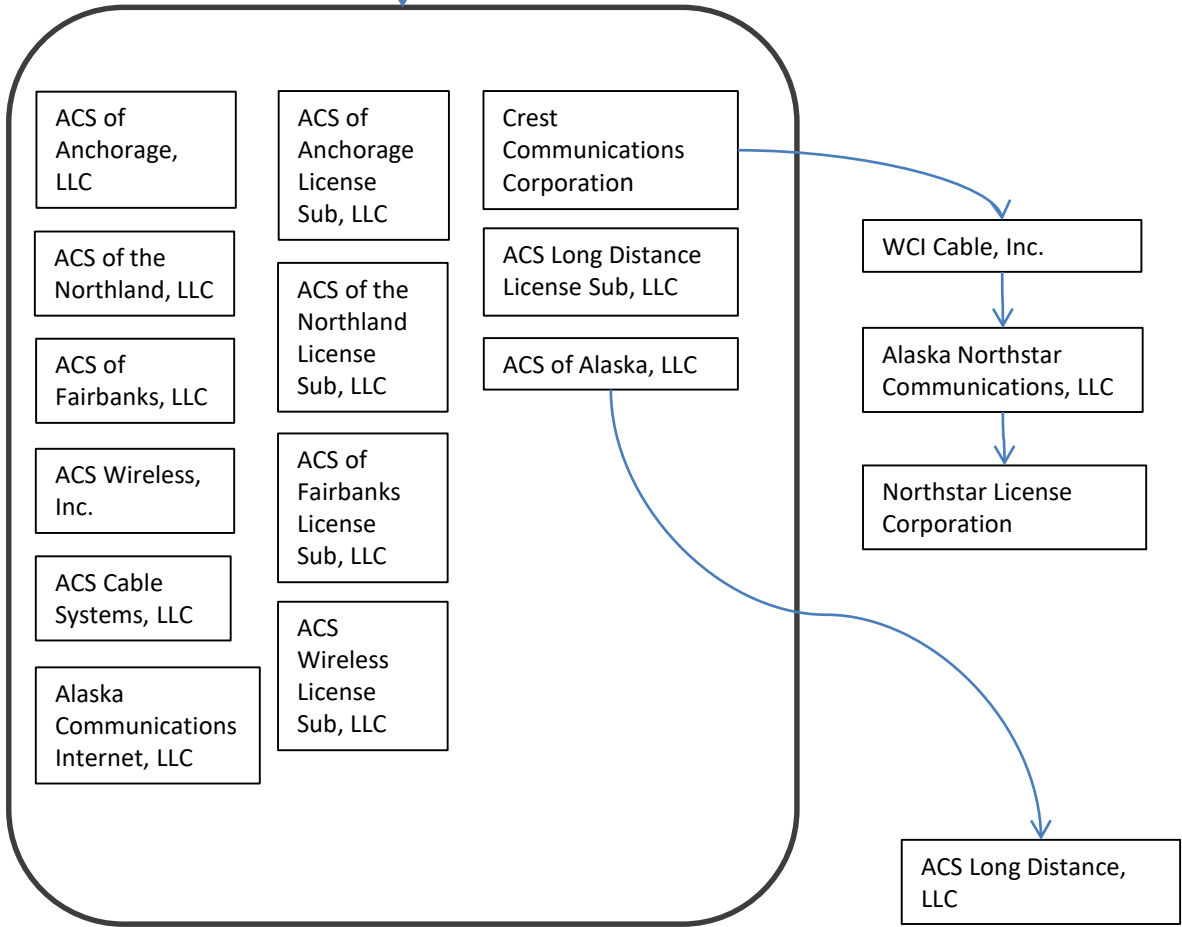 ACS of
Anchorage,
LLC
ACS of the
Northland, LLC
ACS of
Fairbanks, LLC
ACS Wireless,
Inc.
ACS Cable
Systems, LLC
Alaska
Communications
Internet, LLC
ACS of
Anchorage
License
Sub, LLC
ACS of the
Northland
License
Sub, LLC
ACS of
Fairbanks
License
Sub, LLC
ACS
Wireless
License
Sub, LLC
Crest
Communications
Corporation
ACS Long Distance
License Sub, LLC
ACS of Alaska, LLC
WCI Cable, Inc.
Alaska Northstar
Communications, LLC
Northstar License
Corporation
ACS Long Distance,
LLC